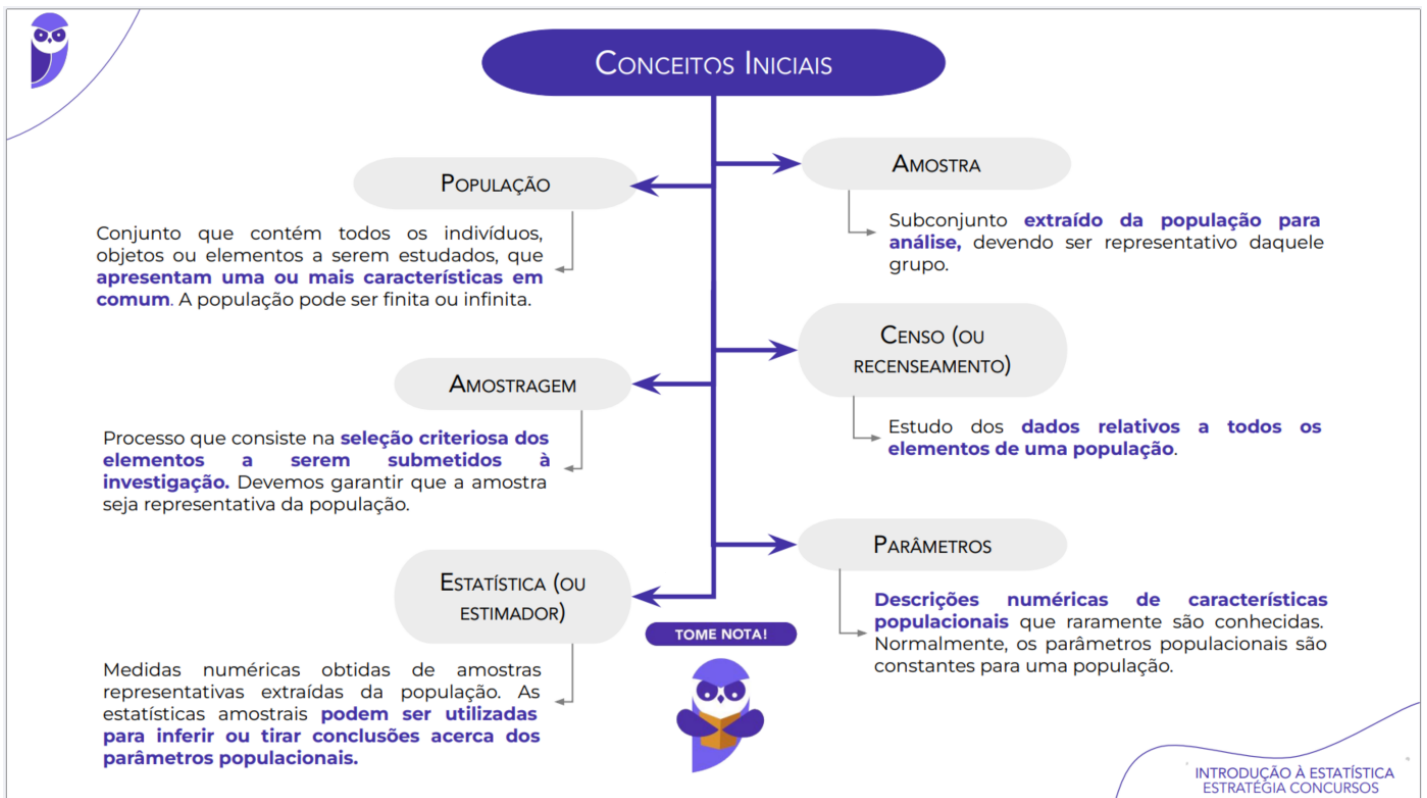 CONCEITOS INICIAIS
POPULAÇÃO
Conjunto que contém todos os indivíduos,
objetos ou elementos a serem estudados, que
apresentam uma ou mais características em
comum. A população pode ser finita ou infinita.
AMOSTRA
Subconjunto extraído da população para
análise, devendo ser representativo daquele
grupo.
AMOSTRAGEM
Processo que consiste na seleção criteriosa dos
elementos a serem submetidos à
investigação. Devemos garantir que a amostra
seja representativa da população.
CENSO (OU
RECENSEAMENTO)
Estudo dos dados relativos a todos os
elementos de uma população.
ESTATÍSTICA (OU
ESTIMADOR)
Medidas numéricas obtidas de amostras
representativas extraídas da população. As
estatísticas amostrais podem ser utilizadas
para inferir ou tirar conclusões acerca dos
parâmetros populacionais.
PARÂMETROS
Descrições numéricas de características
populacionais que raramente são conhecidas.
Normalmente, os parâmetros populacionais são
constantes para uma população.
TOME NOTA!
INTRODUÇÃO À ESTATÍSTICA
ESTRATÉGIA CONCURSOS